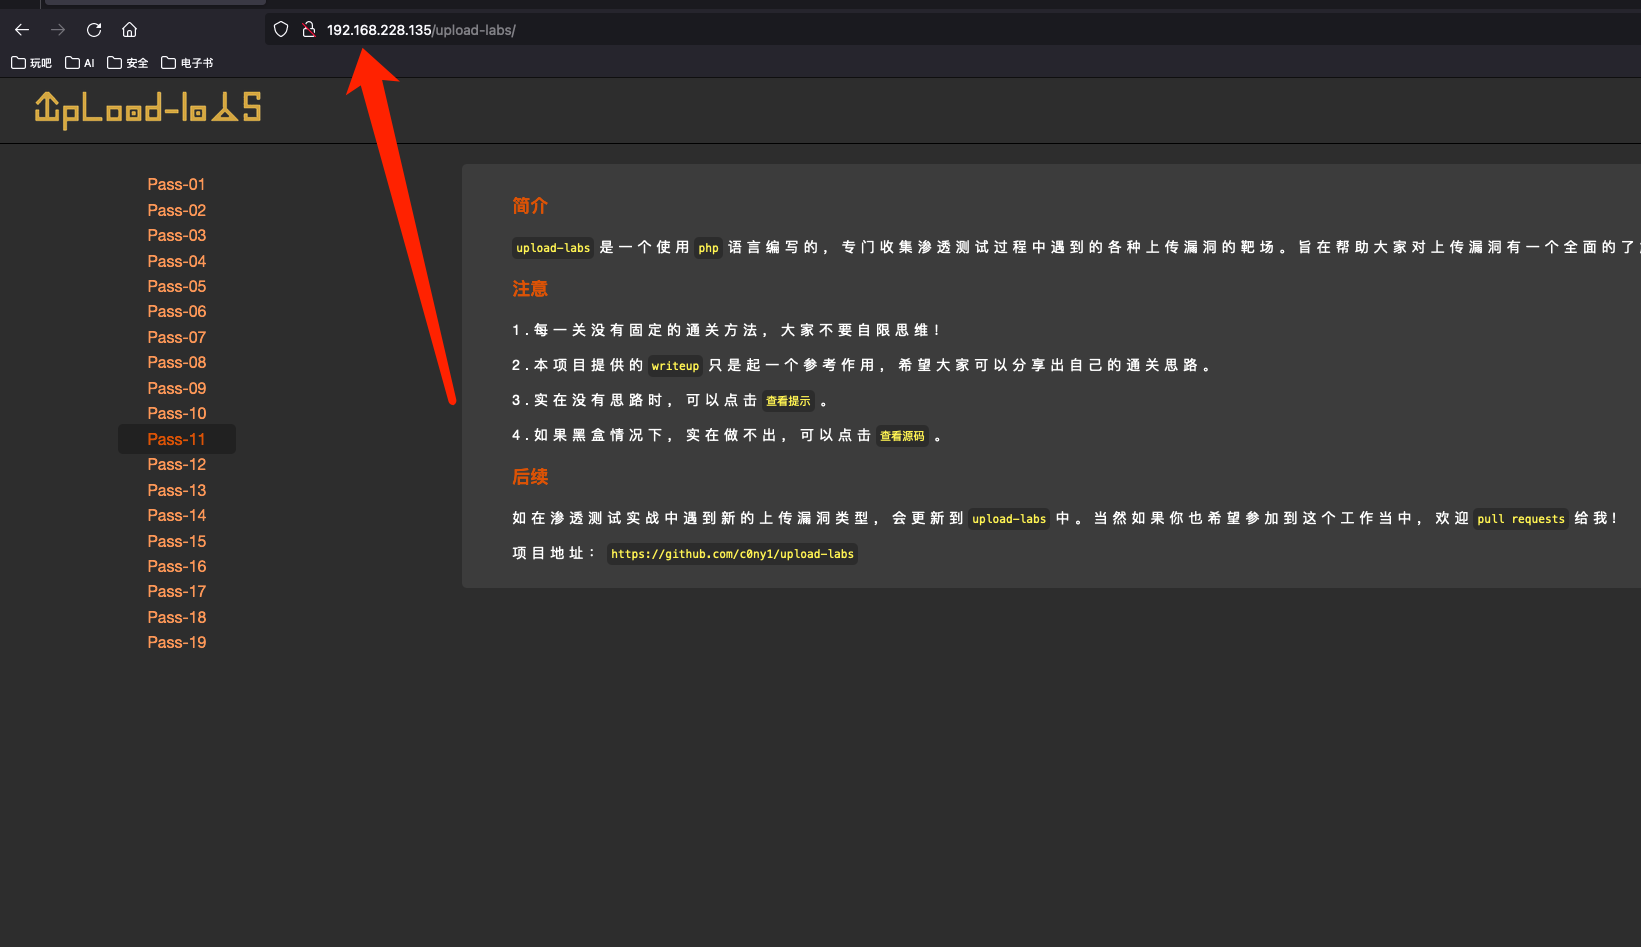 192.168.228.135/upload-labs/
玩吧 AI 安全 电子书
UpLoad-labs
Pass-01
Pass-02
Pass-03
Pass-04
Pass-05
Pass-06
Pass-07
Pass-08
Pass-09
Pass-10
Pass-11
Pass-12
Pass-13
Pass-14
Pass-15
Pass-16
Pass-17
Pass-18
Pass-19
简介
upload-labs 是一个使用 php 语言编写的，专门收集渗透测试过程中遇到的各种上传漏洞的靶场。旨在帮助大家对上传漏洞有一个全面的了
注意
1.每一关没有固定的通关方法，大家不要自限思维！
2.本项目提供的 writeup 只是起一个参考作用，希望大家可以分享出自己的通关思路。
3.实在没有思路时，可以点击 查看提示 。
4.如果黑盒情况下，实在做不出，可以点击 查看源码 。
后续
如在渗透测试实战中遇到新的上传漏洞类型，会更新到 upload-labs 中。当然如果你也希望参加到这个工作当中，欢迎 pull requests 给我！
项目地址： https://github.com/c0ny1/upload-labs